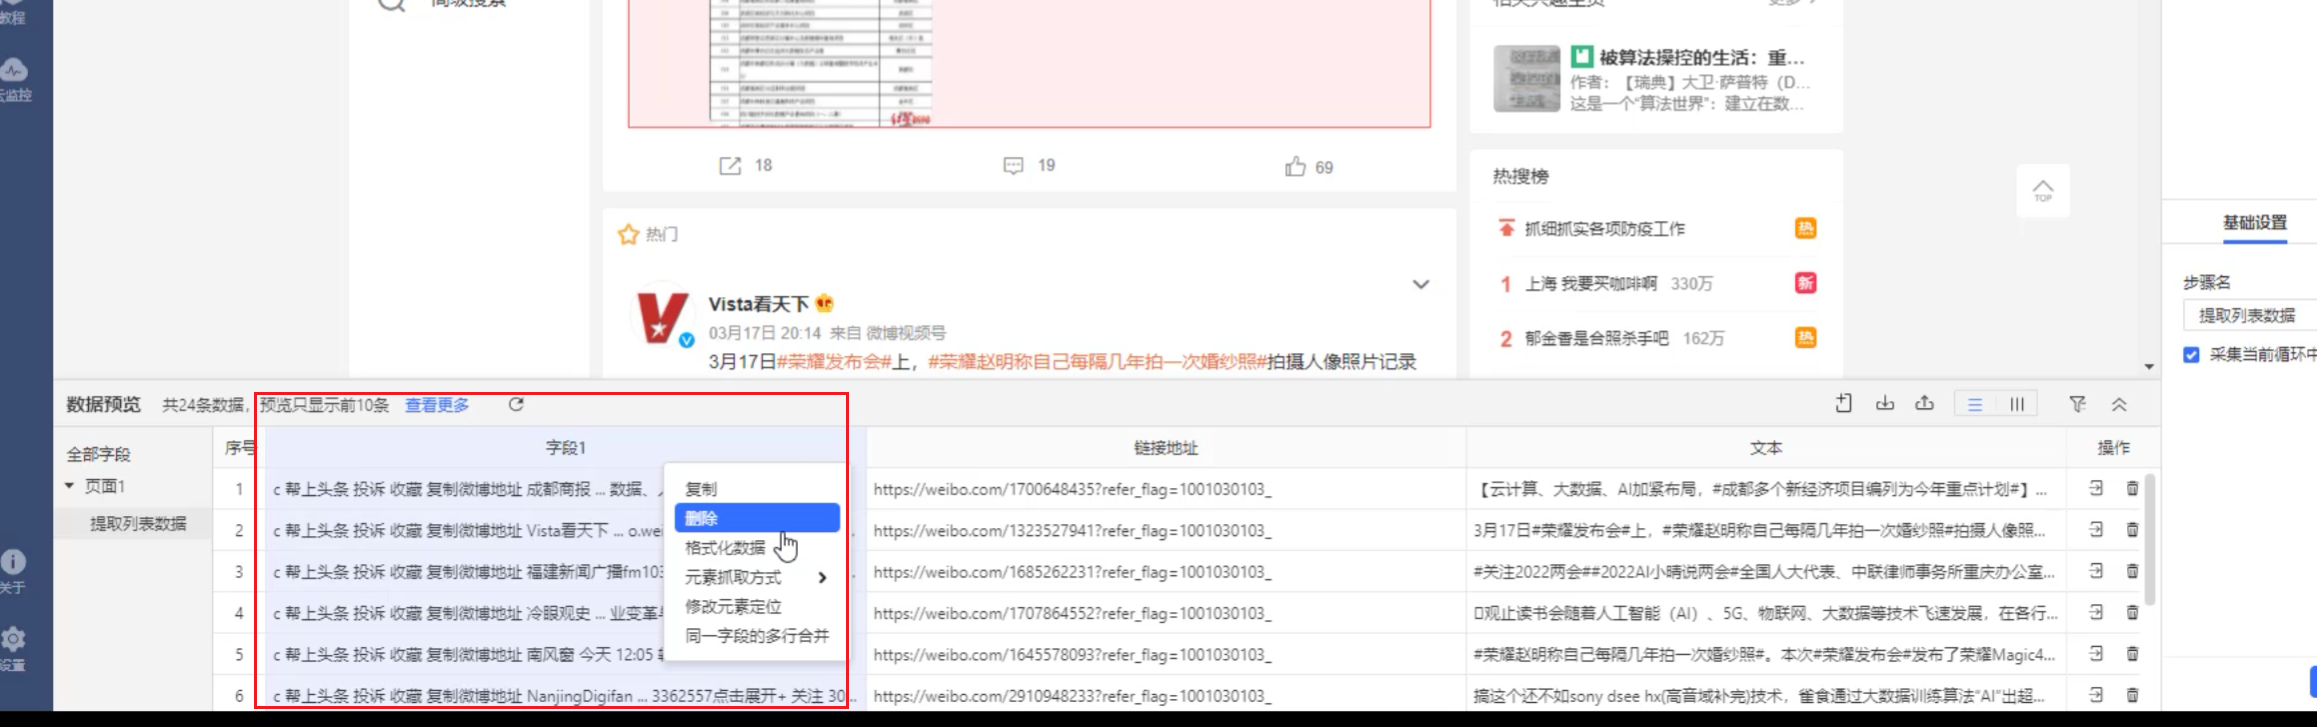 教程
云监控
关于
设置
高级搜索
18
19
69
热门
Vista看天下
03月17日 20:14 来自 微博视频号
3月17日#荣耀发布会#上，#荣耀赵明称自己每隔几年拍一次婚纱照#拍摄人像照片记录
相关兴趣主页
更多
被算法操控的生活：重...
作者：【瑞典】大卫·萨普特（D...
这是一个“算法世界”：建立在数...
热搜榜
抓细抓实各项防疫工作 热
1 上海 我要买咖啡啊 330万 新
2 郁金香是合照杀手吧 162万 热
TOP
基础设置
步骤名
提取列表数据
采集当前循环中
数据预览 共24条数据，预览只显示前10条 查看更多
全部字段
页面1
提取列表数据
序号 字段1 链接地址 文本 操作
1 c 帮上头条 投诉 收藏 复制微博地址 成都商报 ... 数据、 https://weibo.com/1700648435?refer_flag=1001030103_ 【云计算、大数据、AI加紧布局，#成都多个新经济项目编列为今年重点计划#】...
2 c 帮上头条 投诉 收藏 复制微博地址 Vista看天下 ... o.wei https://weibo.com/1323527941?refer_flag=1001030103_ 3月17日#荣耀发布会#上，#荣耀赵明称自己每隔几年拍一次婚纱照#拍摄人像照...
3 c 帮上头条 投诉 收藏 复制微博地址 福建新闻广播fm103 https://weibo.com/1685262231?refer_flag=1001030103_ #关注2022两会##2022AI小晴说两会#全国人大代表、中联律师事务所重庆办公室...
4 c 帮上头条 投诉 收藏 复制微博地址 冷眼观史 ... 业变革 https://weibo.com/1707864552?refer_flag=1001030103_ 观止读书会随着人工智能（AI）、5G、物联网、大数据等技术飞速发展，在各行...
5 c 帮上头条 投诉 收藏 复制微博地址 南风窗 今天 12:05 https://weibo.com/1645578093?refer_flag=1001030103_ #荣耀赵明称自己每隔几年拍一次婚纱照#。本次#荣耀发布会#发布了荣耀Magic4...
6 c 帮上头条 投诉 收藏 复制微博地址 NanjingDigifan ... 3362557点击展开+ 关注 30... https://weibo.com/2910948233?refer_flag=1001030103_ 搞这个还不如sony dsee hx(高音域补完)技术，雀食通过大数据训练算法“AI”出超...
复制
删除
格式化数据
元素抓取方式
修改元素定位
同一字段的多行合并